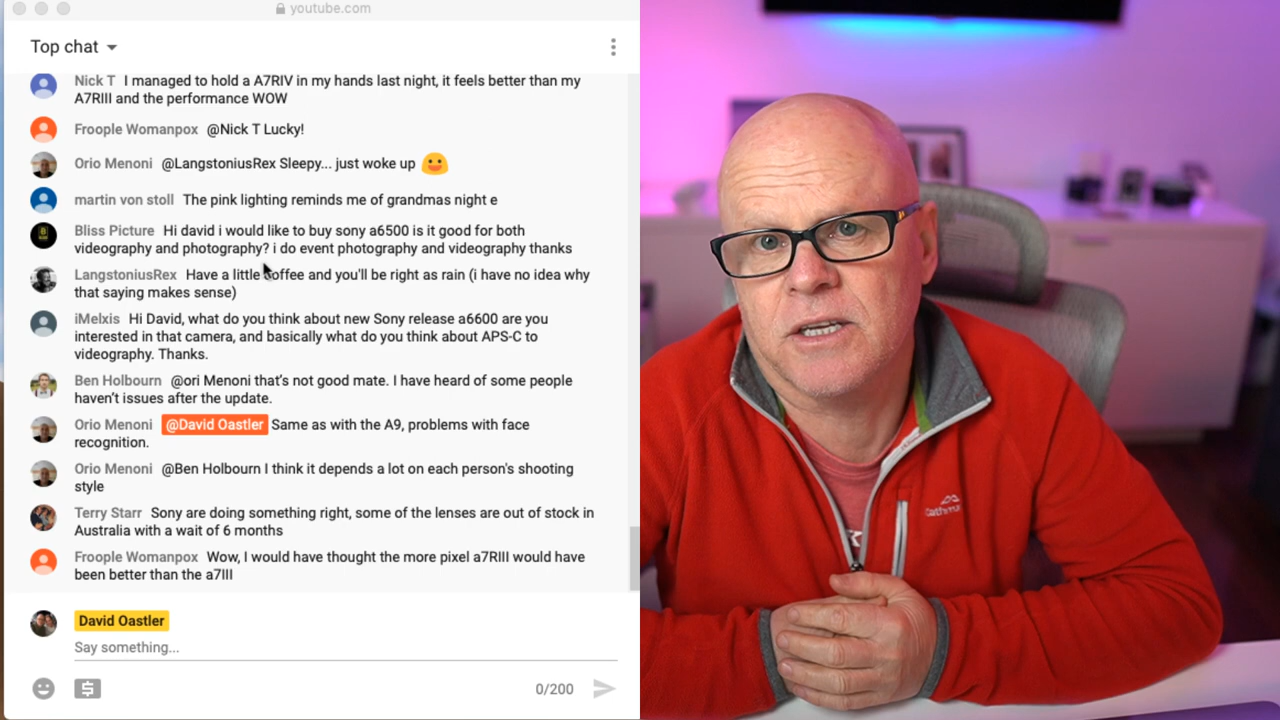 youtube.com
Top chat
Nick T I managed to hold a A7RIV in my hands last night, it feels better than my
A7RIII and the performance WOW
Froople Womanpox @Nick T Lucky!
Orio Menoni @LangstoniusRex Sleepy... just woke up
martin von stoll The pink lighting reminds me of grandmas night e
Bliss Picture Hi david i would like to buy sony a6500 is it good for both
videography and photography? i do event photography and videography thanks
LangstoniusRex Have a little coffee and you'll be right as rain (i have no idea why
that saying makes sense)
iMelxis Hi David, what do you think about new Sony release a6600 are you
interested in that camera, and basically what do you think about APS-C to
videography. Thanks.
Ben Holbourn @ori Menoni that’s not good mate. I have heard of some people
haven’t issues after the update.
Orio Menoni @David Oastler Same as with the A9, problems with face
recognition.
Orio Menoni @Ben Holbourn I think it depends a lot on each person's shooting
style
Terry Starr Sony are doing something right, some of the lenses are out of stock in
Australia with a wait of 6 months
Froople Womanpox Wow, I would have thought the more pixel a7RIII would have
been better than the a7III
David Oastler
Say something...
0/200